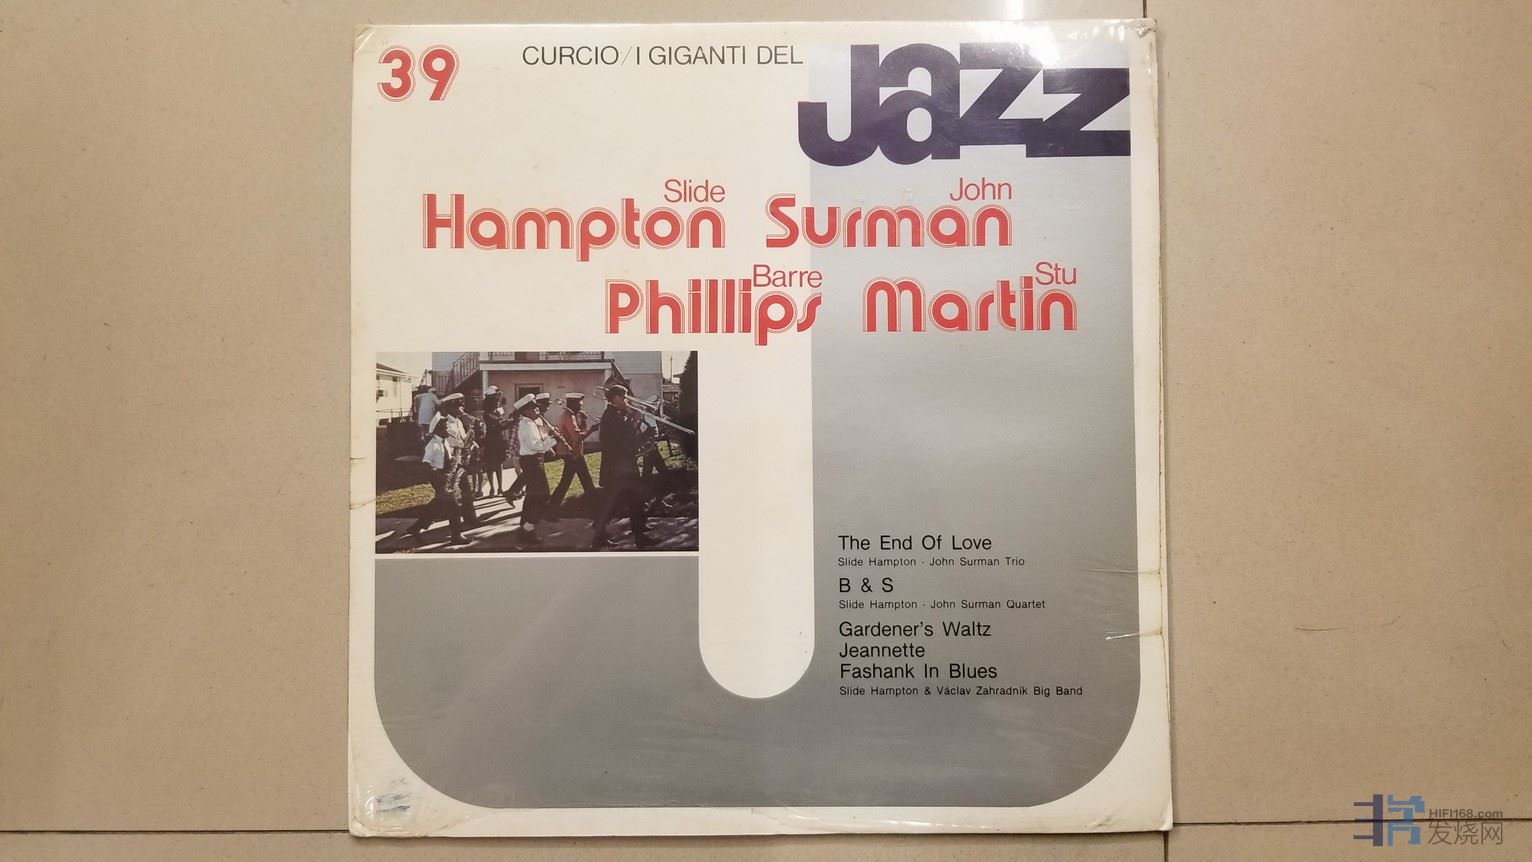 39
CURCIO/I GIGANTI DEL
Jazz
Slide
Hampton
John
Surman
Barre
Phillips
Stu
Martin
The End Of Love
Slide Hampton - John Surman Trio
B & S
Slide Hampton - John Surman Quartet
Gardener's Waltz
Jeannette
Fashank In Blues
Slide Hampton & Václav Zahradnik Big Band
HIFI168.com
发烧网